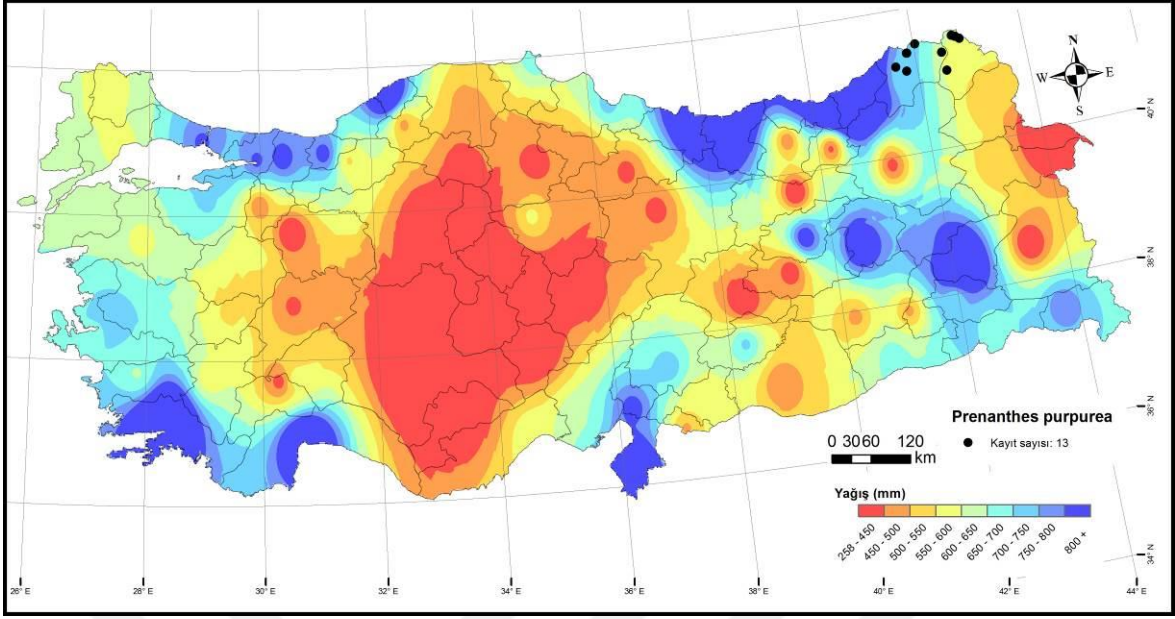 N
W E
S
40° N
38° N
36° N
34° N
Prenanthes purpurea
Kayıt sayısı: 13
0 30 60 120
km
Yağış (mm)
258 - 450
450 - 500
500 - 550
550 - 600
600 - 650
650 - 700
700 - 750
750 - 800
800 +
26° E 30° E 32° E 34° E 36° E 38° E 40° E 42° E 44° E